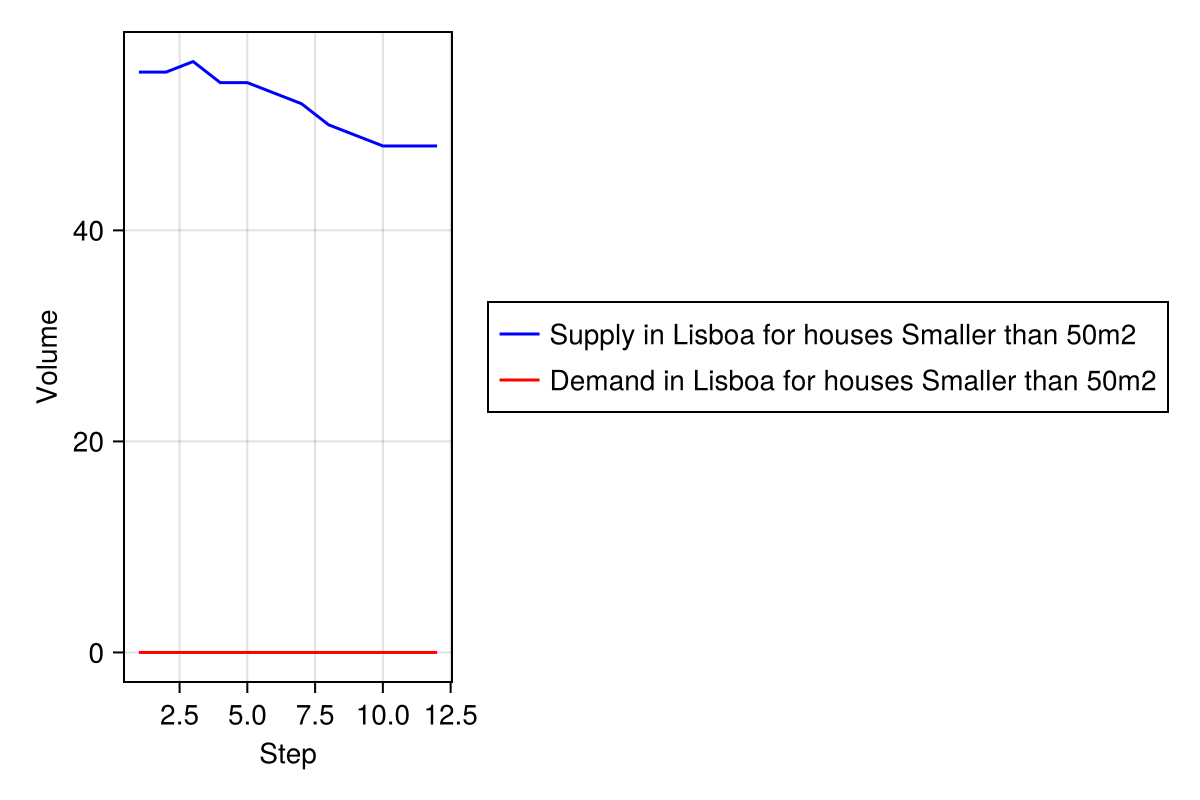 Volume
40
20
0
2.5 5.0 7.5 10.0 12.5
Step
Supply in Lisboa for houses Smaller than 50m2
Demand in Lisboa for houses Smaller than 50m2